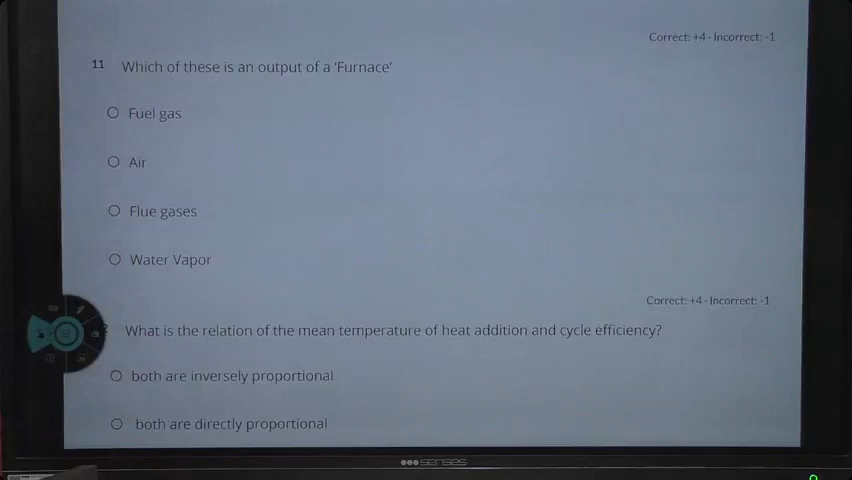 Correct: +4 · Incorrect: -1
11 Which of these is an output of a ‘Furnace’
Fuel gas
Air
Flue gases
Water Vapor
Correct: +4 · Incorrect: -1
2 What is the relation of the mean temperature of heat addition and cycle efficiency?
both are inversely proportional
both are directly proportional
senses